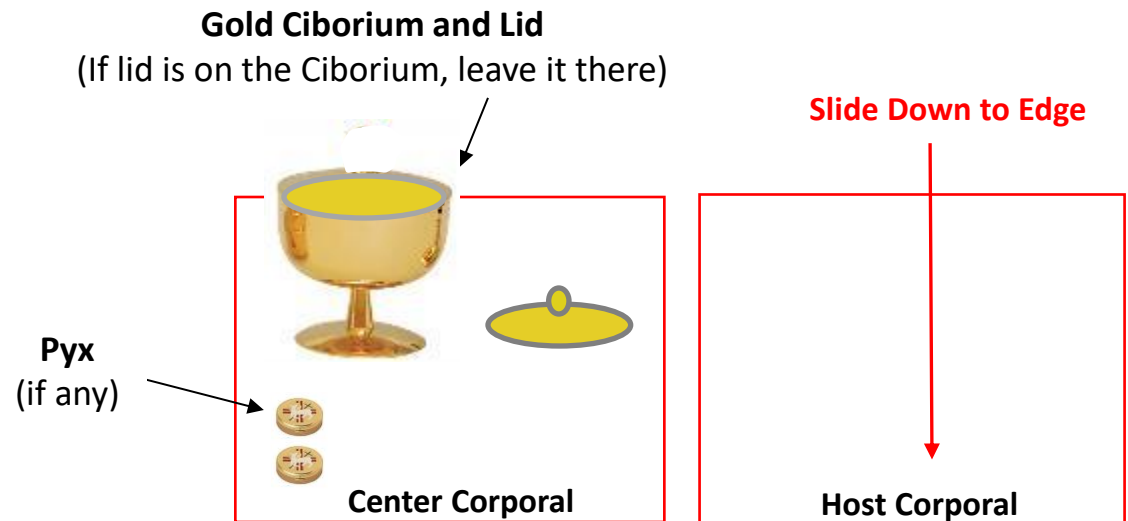 Gold Ciborium and Lid
(If lid is on the Ciborium, leave it there)
Slide Down to Edge
Pyx
(if any)
Center Corporal
Host Corporal